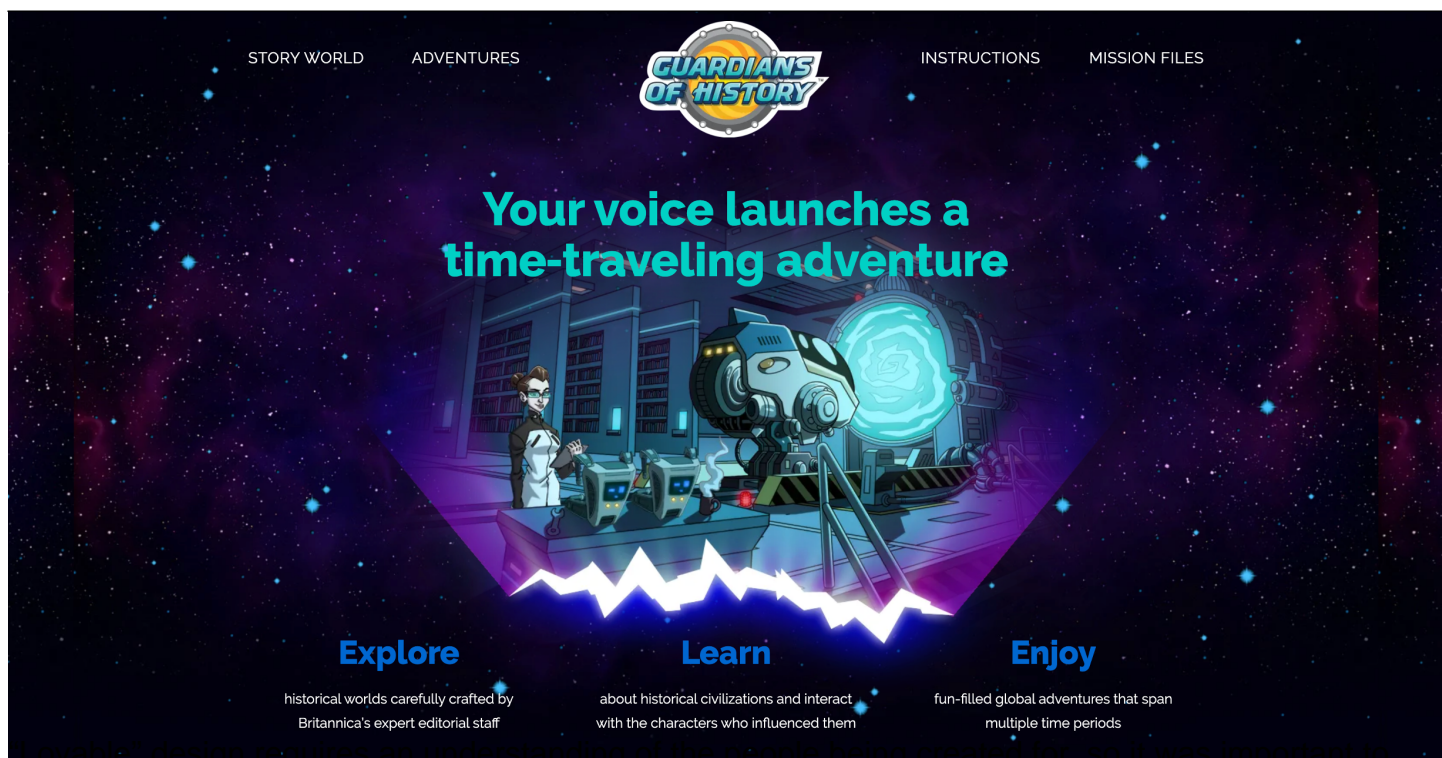 STORY WORLD
ADVENTURES
GUARDIANS
OF HISTORY
INSTRUCTIONS
MISSION FILES
Your voice launches a
time-traveling adventure
Explore
historical worlds carefully crafted by
Britannica's expert editorial staff
Learn
about historical civilizations and interact
with the characters who influenced them
Enjoy
fun-filled global adventures that span
multiple time periods